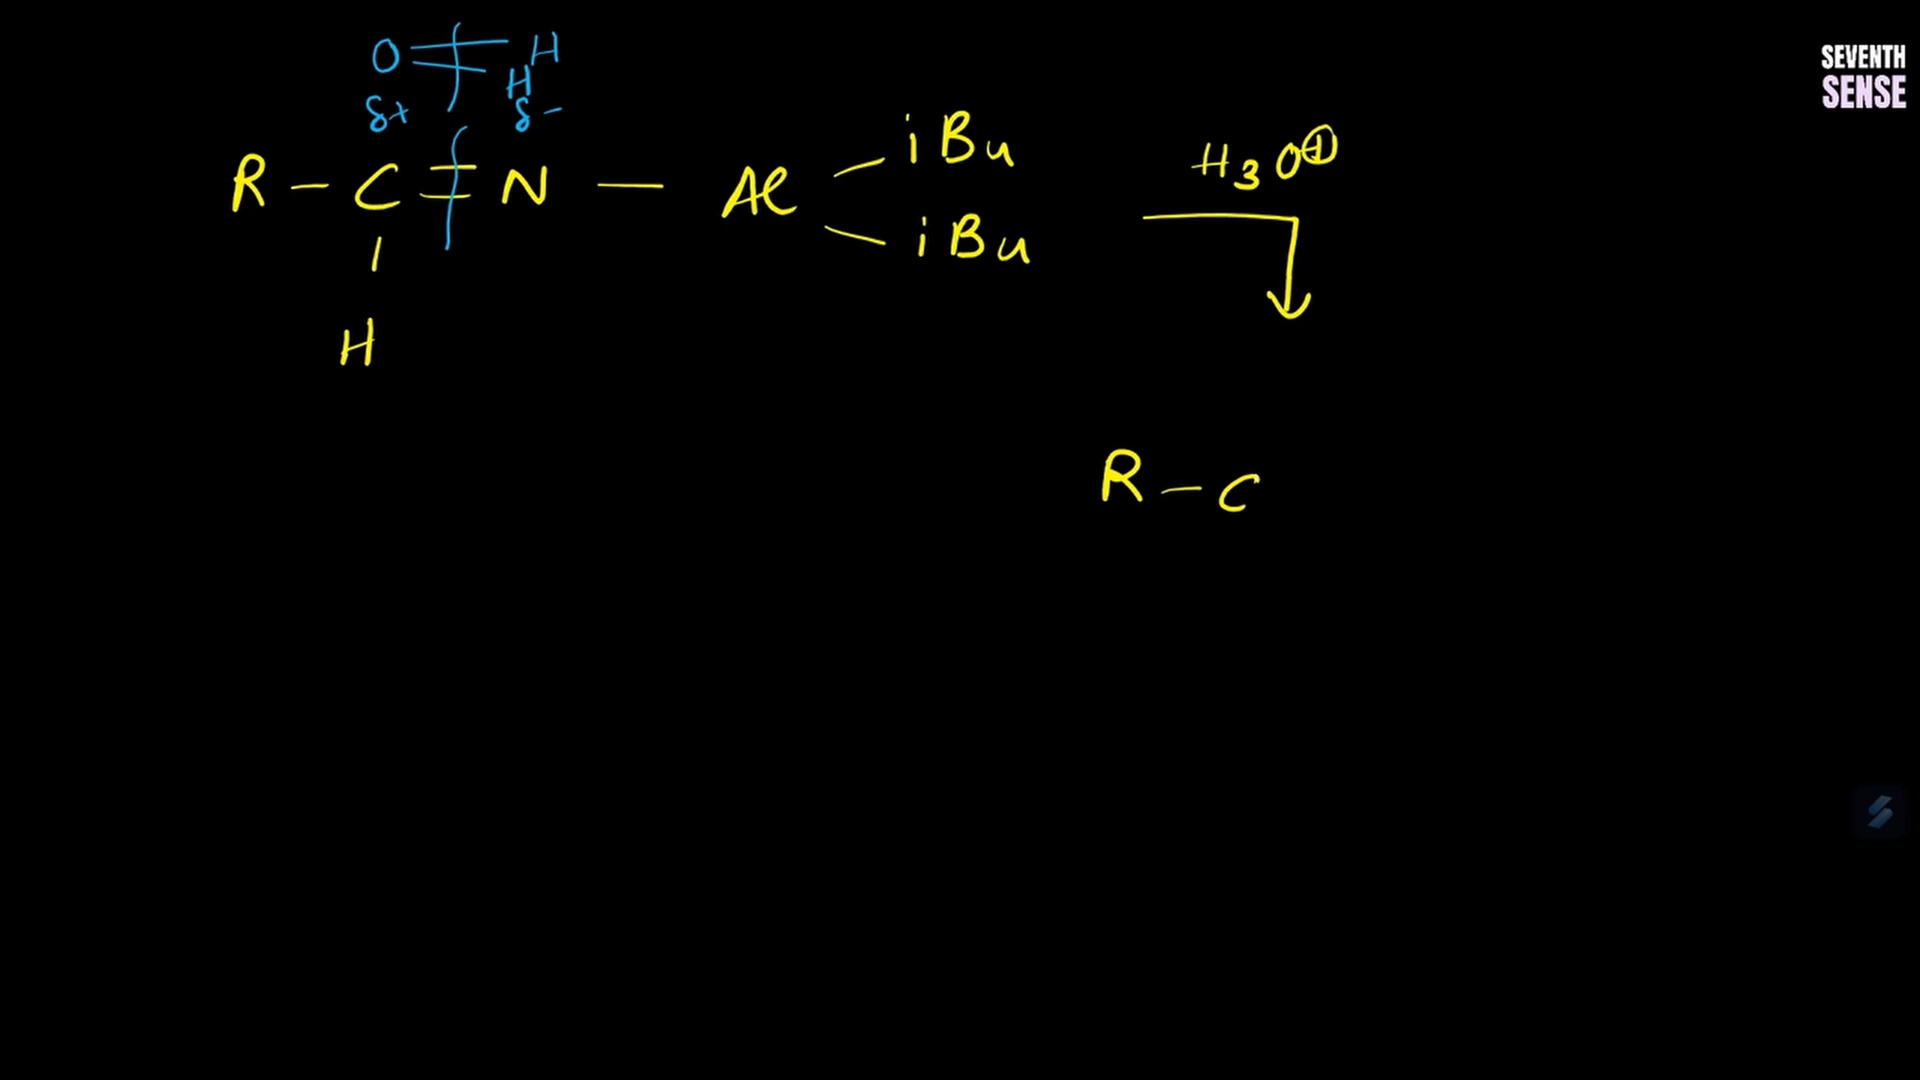 O = H
H
δ+ δ-
R - C = N - Al - iBu
- iBu
|
H
H3O⊕
R - C
SEVENTH
SENSE